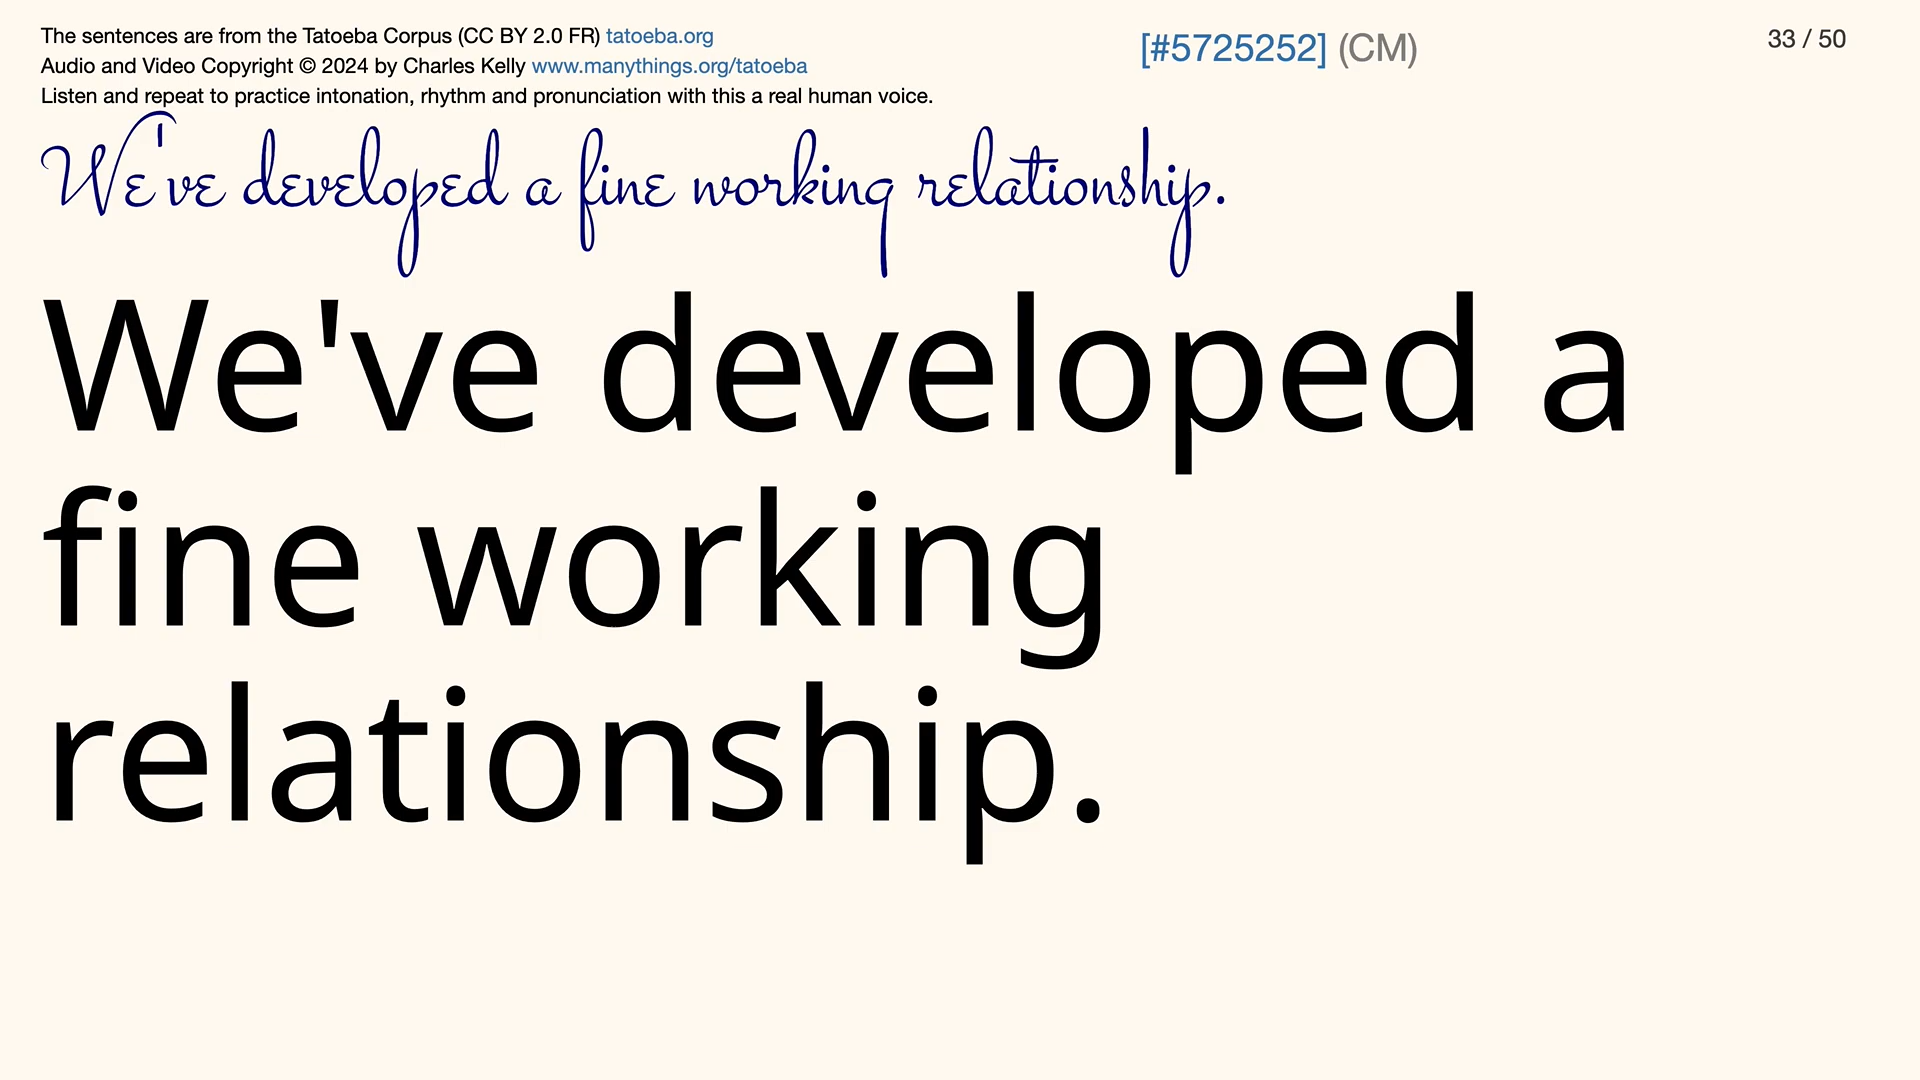 The sentences are from the Tatoeba Corpus (CC BY 2.0 FR) tatoeba.org
Audio and Video Copyright © 2024 by Charles Kelly www.manythings.org/tatoeba
Listen and repeat to practice intonation, rhythm and pronunciation with this a real human voice.
[#5725252] (CM)
33 / 50
We've developed a fine working relationship.
We've developed a
fine working
relationship.